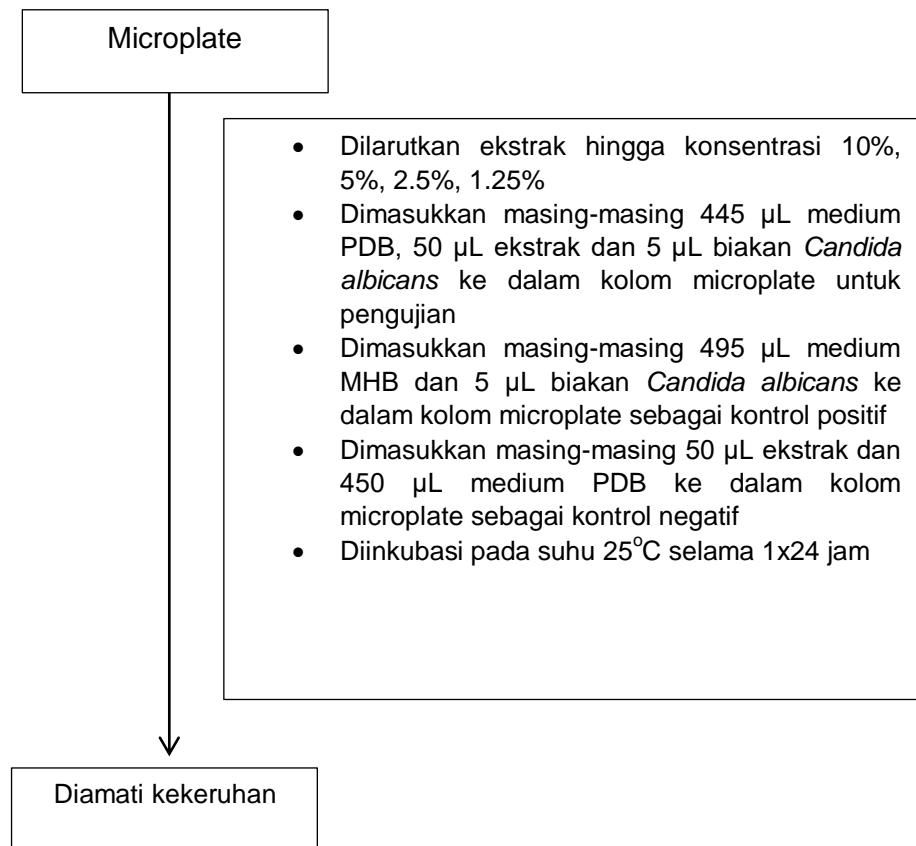 Microplate
• Dilarutkan ekstrak hingga konsentrasi 10%,
5%, 2.5%, 1.25%
• Dimasukkan masing-masing 445 µL medium
PDB, 50 µL ekstrak dan 5 µL biakan Candida
albicans ke dalam kolom microplate untuk
pengujian
• Dimasukkan masing-masing 495 µL medium
MHB dan 5 µL biakan Candida albicans ke
dalam kolom microplate sebagai kontrol positif
• Dimasukkan masing-masing 50 µL ekstrak dan
450 µL medium PDB ke dalam kolom
microplate sebagai kontrol negatif
• Diinkubasi pada suhu 25°C selama 1x24 jam
Diamati kekeruhan